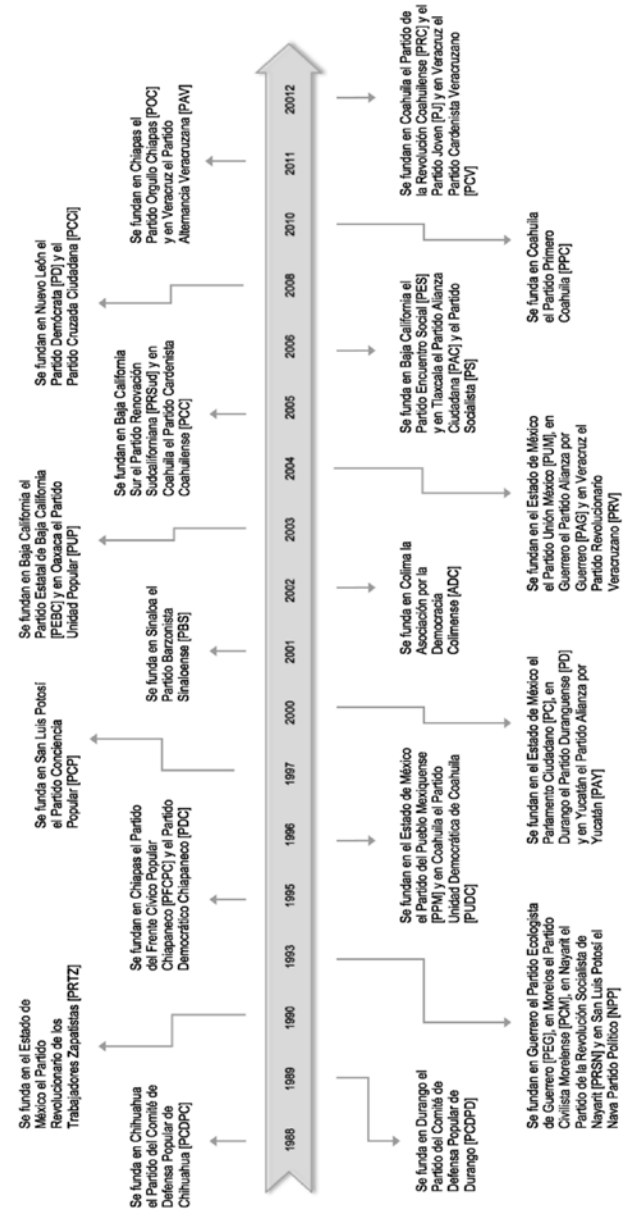 Se funda en Chihuahua
el Partido del Comité de
Defensa Popular de
Chihuahua [PCDPC]
Se funda en el Estado de
México el Partido
Revolucionario de los
Trabajadores Zapatistas [PRTZ]
Se fundan en Chiapas el Partido
del Frente Cívico Popular
Chiapaneco [PFCPC] y el Partido
Democrático Chiapaneco [PDC]
Se funda en San Luis Potosí
el Partido Conciencia
Popular [PCP]
Se funda en Sinaloa el
Partido Barzonista
Sinaloense [PBS]
Se fundan en Baja California el
Partido Estatal de Baja California
[PEBC] y en Oaxaca el Partido
Unidad Popular [PUP]
Se fundan en Baja California
Sur el Partido Renovación
Sudcaliforniana [PRSud] y en
Coahuila el Partido Cardenista
Coahuilense [PCC]
Se fundan en Nuevo León el
Partido Demócrata [PD] y el
Partido Cruzada Ciudadana [PCCi]
Se fundan en Chiapas el
Partido Orgullo Chiapas [POC]
y en Veracruz el Partido
Alternancia Veracruzana [PAV]
1988
1989
1990
1993
1995
1996
1997
2000
2001
2002
2003
2004
2005
2006
2008
2010
2011
20012
Se funda en Durango el
Partido del Comité de
Defensa Popular de
Durango [PCDPD]
Se fundan en Guerrero el Partido Ecologista
de Guerrero [PEG], en Morelos el Partido
Civilista Morelense [PCM], en Nayarit el
Partido de la Revolución Socialista de
Nayarit [PRSN] y en San Luis Potosí el
Nava Partido Político [NPP]
Se fundan en el Estado de México
el Partido del Pueblo Mexiquense
[PPM] y en Coahuila el Partido
Unidad Democrática de Coahuila
[PUDC]
Se fundan en el Estado de México el
Parlamento Ciudadano [PC], en
Durango el Partido Duranguense [PD]
y en Yucatán el Partido Alianza por
Yucatán [PAY]
Se funda en Colima la
Asociación por la
Democracia
Colimense [ADC]
Se fundan en el Estado de México
el Partido Unión México [PUM], en
Guerrero el Partido Alianza por
Guerrero [PAG] y en Veracruz el
Partido Revolucionario
Veracruzano [PRV]
Se fundan en Baja California el
Partido Encuentro Social [PES]
y en Tlaxcala el Partido Alianza
Ciudadana [PAC] y el Partido
Socialista [PS]
Se funda en Coahuila
el Partido Primero
Coahuila [PPC]
Se fundan en Coahuila el Partido de
la Revolución Coahuilense [PRC] y el
Partido Joven [PJ] y en Veracruz el
Partido Cardenista Veracruzano
[PCV]